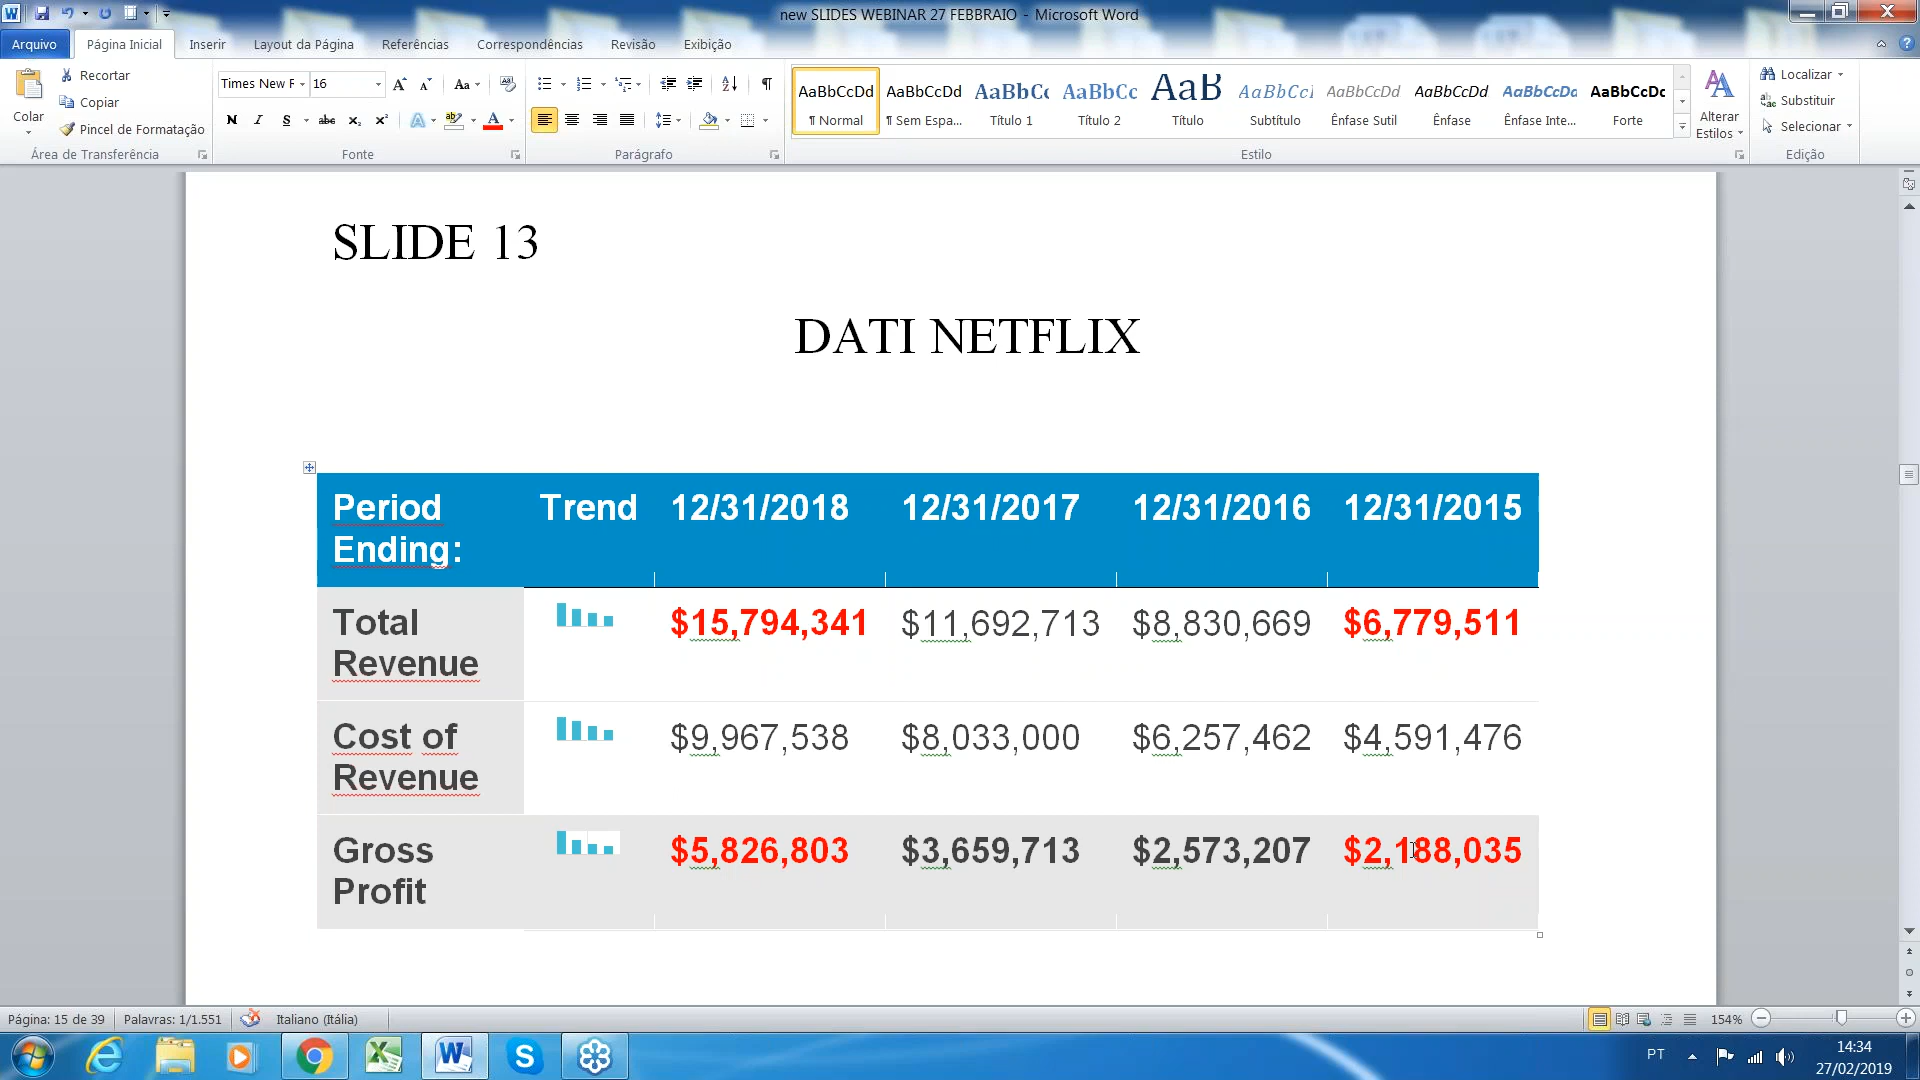 new SLIDES WEBINAR 27 FEBBRAIO - Microsoft Word
Arquivo Página Inicial Inserir Layout da Página Referências Correspondências Revisão Exibição
Colar
Recortar
Copiar
Pincel de Formatação
Área de Transferência
Times New F 16
N I S abc x₂ x²
Fonte
Parágrafo
AaBbCcDd AaBbCcDd AaBbCc AaBbCc AaB AaBbCcI AaBbCcDd AaBbCcDd AaBbCcDd AaBbCcDc
¶ Normal ¶ Sem Espa... Título 1 Título 2 Título Subtítulo Ênfase Sutil Ênfase Ênfase Inte... Forte
Estilo
Alterar
Estilos
Localizar
Substituir
Selecionar
Edição
SLIDE 13
DATI NETFLIX
Period Ending: Trend 12/31/2018 12/31/2017 12/31/2016 12/31/2015
Total Revenue $15,794,341 $11,692,713 $8,830,669 $6,779,511
Cost of Revenue $9,967,538 $8,033,000 $6,257,462 $4,591,476
Gross Profit $5,826,803 $3,659,713 $2,573,207 $2,188,035
Página: 15 de 39 Palavras: 1/1.551 Italiano (Itália) 154%
PT 14:34
27/02/2019